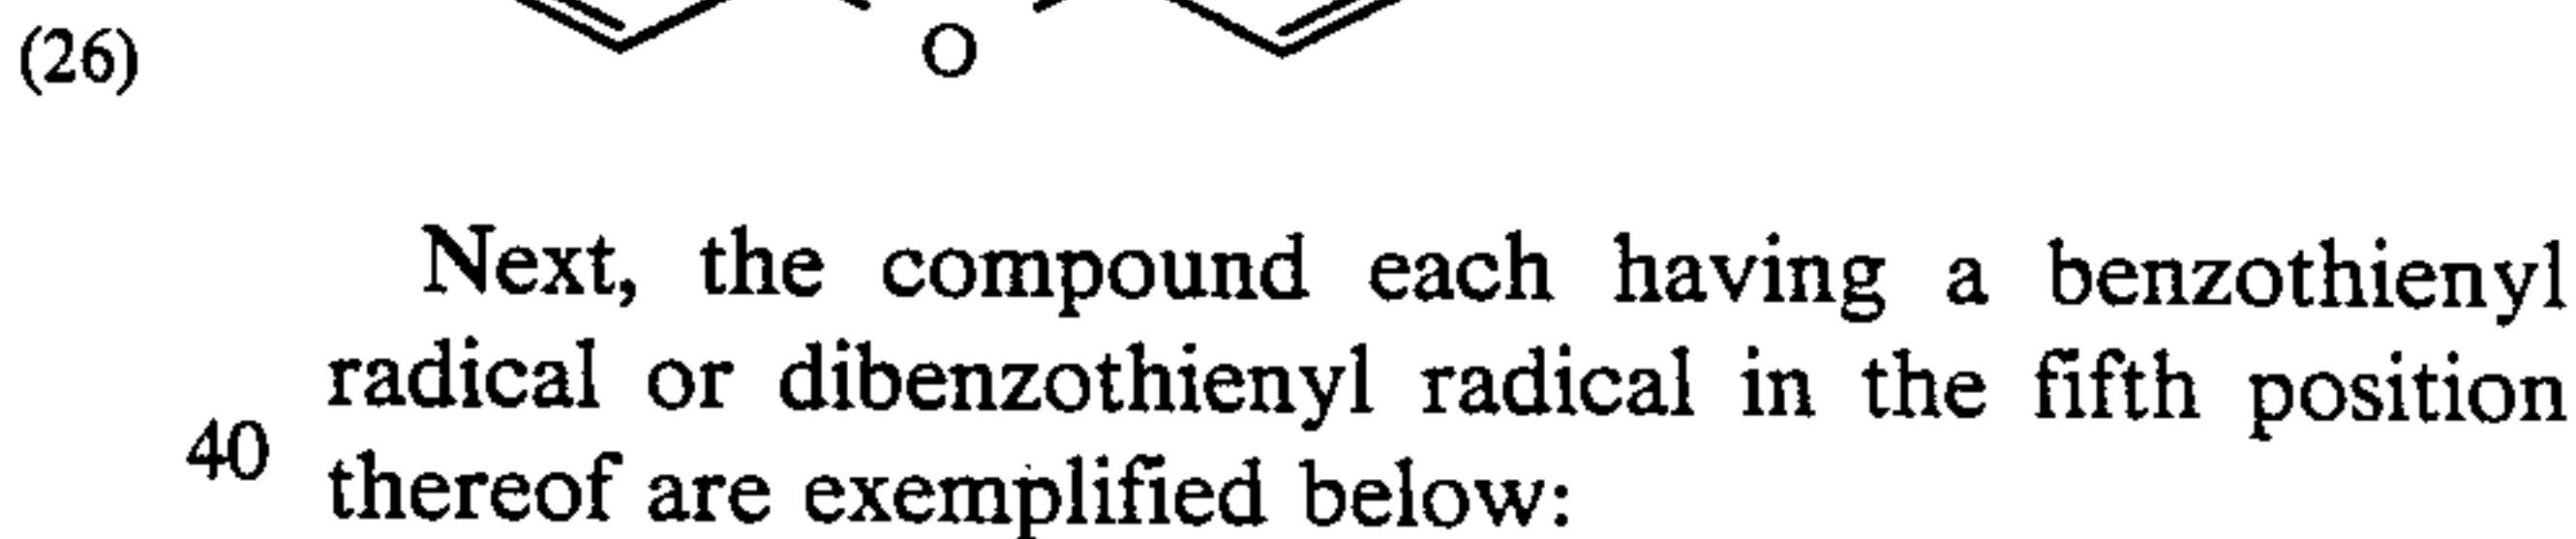 (26)
O
Next, the compound each having a benzothienyl
radical or dibenzothienyl radical in the fifth position
40 thereof are exemplified below: